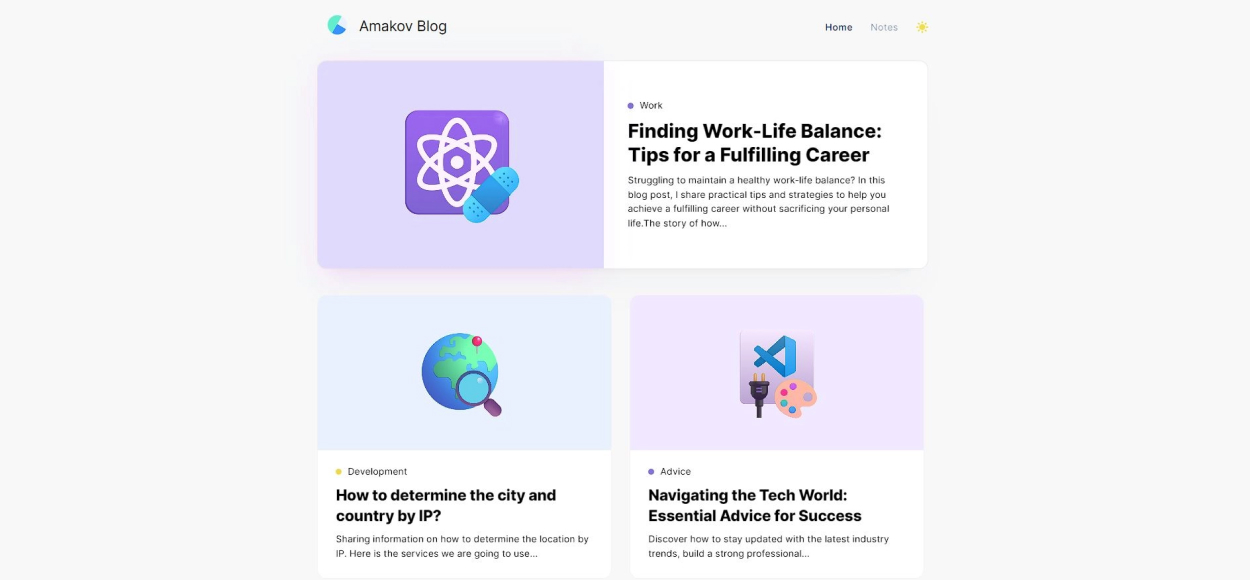 Amakov Blog
Home Notes
Work
Finding Work-Life Balance:
Tips for a Fulfilling Career
Struggling to maintain a healthy work-life balance? In this
blog post, I share practical tips and strategies to help you
achieve a fulfilling career without sacrificing your personal
life.The story of how...
Development
How to determine the city and
country by IP?
Sharing information on how to determine the location by
IP. Here is the services we are going to use...
Advice
Navigating the Tech World:
Essential Advice for Success
Discover how to stay updated with the latest industry
trends, build a strong professional...